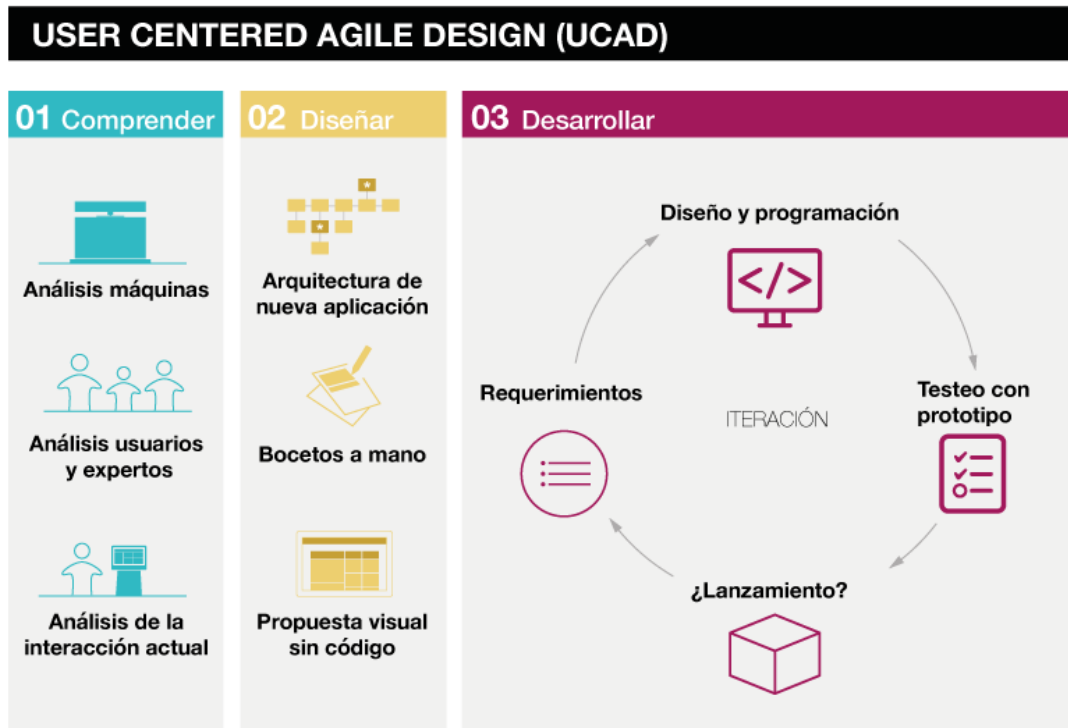 USER CENTERED AGILE DESIGN (UCAD)
01 Comprender
Análisis máquinas
Análisis usuarios
y expertos
Análisis de la
interacción actual
02 Diseñar
Arquitectura de
nueva aplicación
Bocetos a mano
Propuesta visual
sin código
03 Desarrollar
Diseño y programación
</>
Testeo con
prototipo
¿Lanzamiento?
Requerimientos
ITERACIÓN